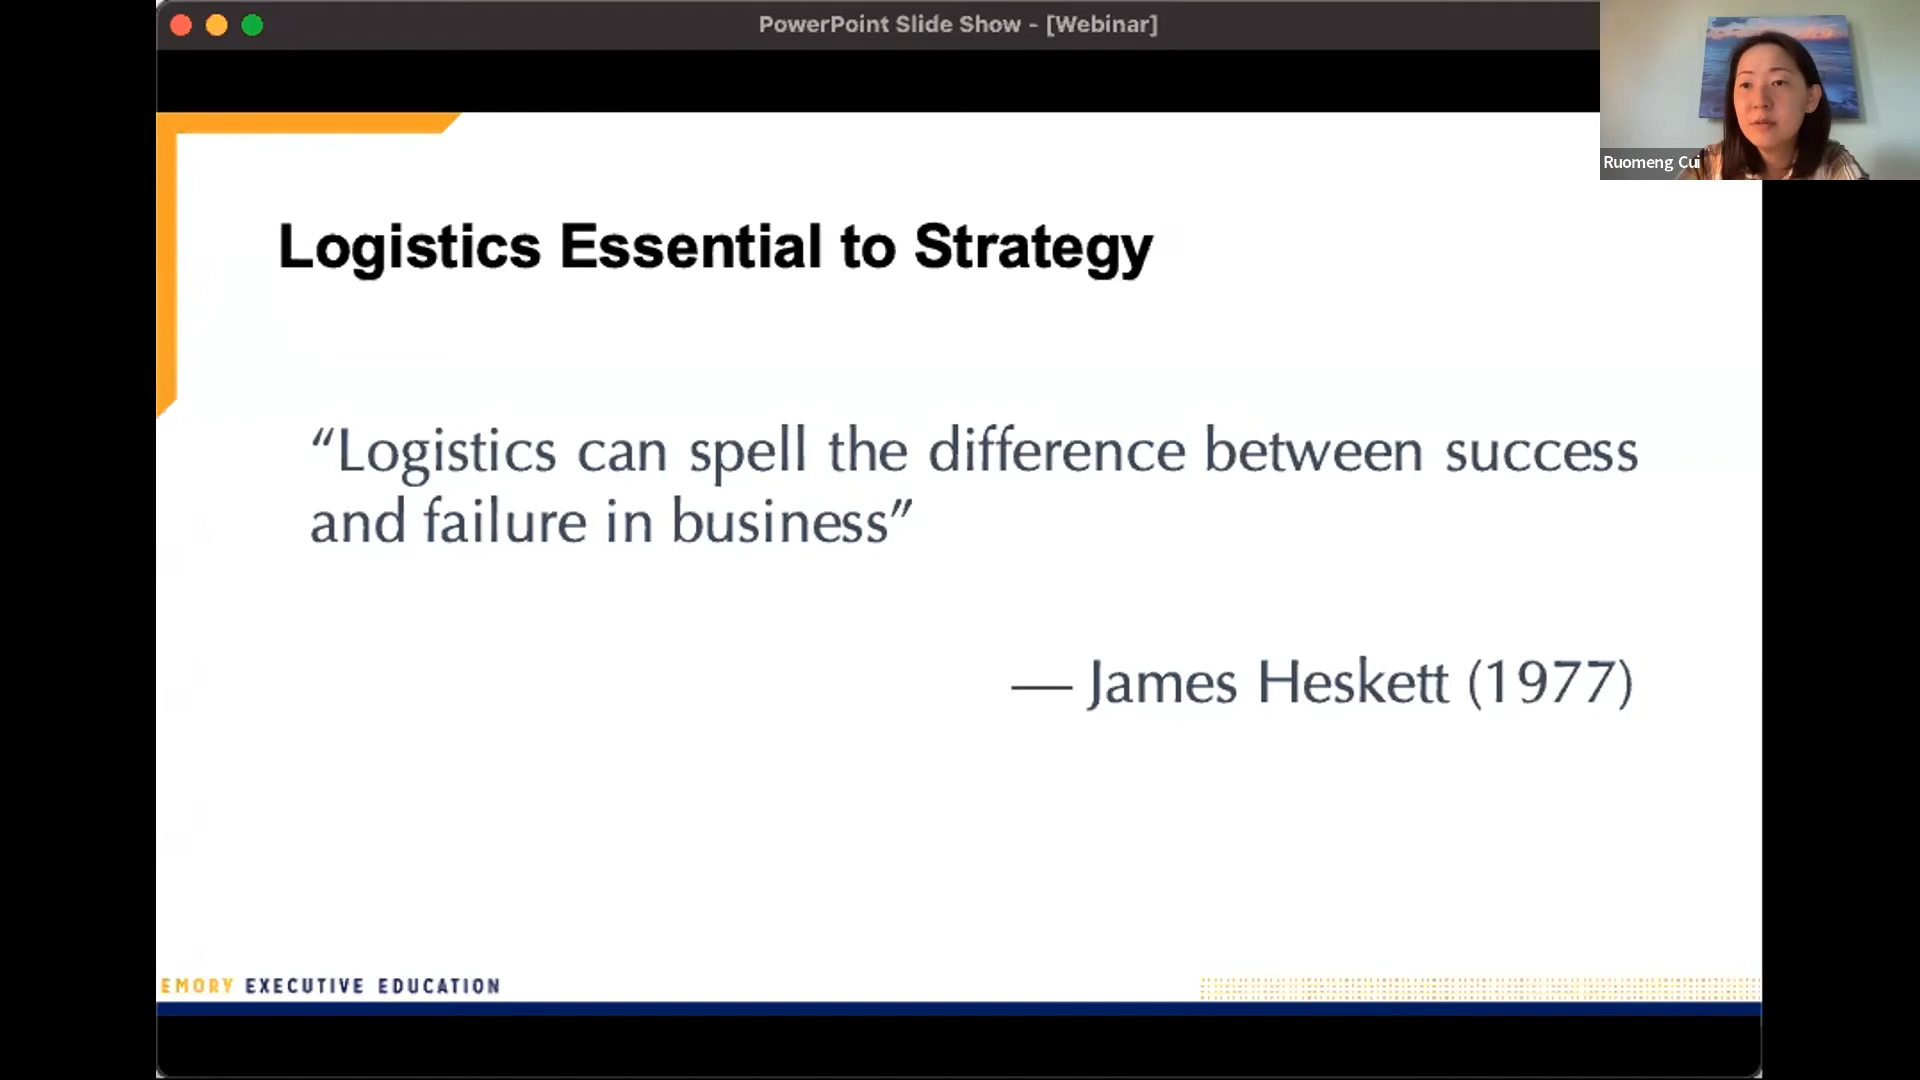 PowerPoint Slide Show - [Webinar]
Ruomeng Cui
Logistics Essential to Strategy
“Logistics can spell the difference between success
and failure in business”
— James Heskett (1977)
EMORY EXECUTIVE EDUCATION